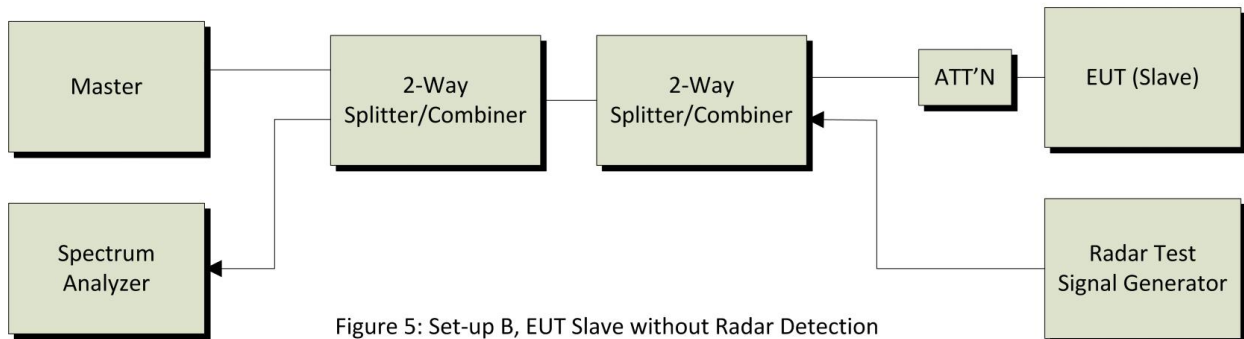 Master
2-Way
Splitter/Combiner
2-Way
Splitter/Combiner
ATT’N
EUT (Slave)
Spectrum
Analyzer
Radar Test
Signal Generator
Figure 5: Set-up B, EUT Slave without Radar Detection